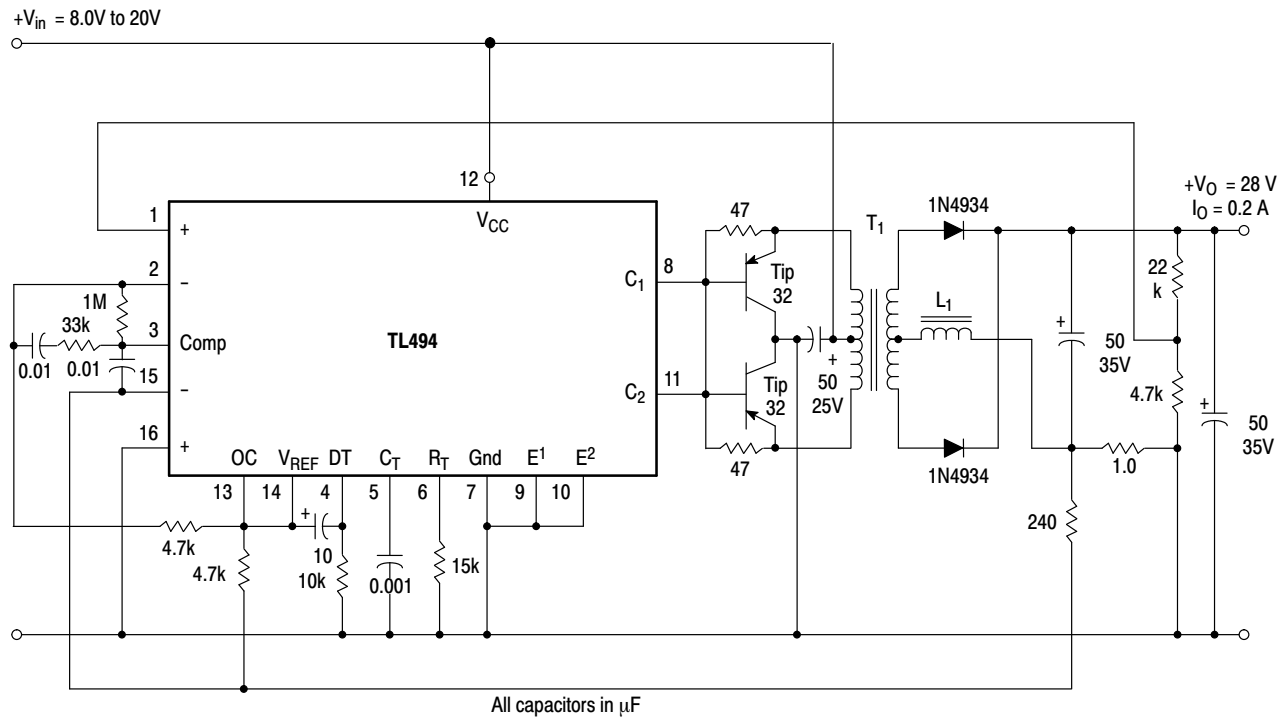 +Vin = 8.0V to 20V
+VO = 28 V
IO = 0.2 A
12
VCC
1
+
2
−
1M
33k
3
Comp
0.01
0.01
15
−
16
+
TL494
C1
8
C2
11
47
Tip
32
Tip
32
47
+
50
25V
T1
1N4934
L1
1N4934
+
50
35V
22
k
4.7k
1.0
+
50
35V
240
OC
VREF
DT
CT
RT
Gnd
E1
E2
13
14
4
5
6
7
9
10
4.7k
4.7k
+
10
10k
0.001
15k
All capacitors in μF